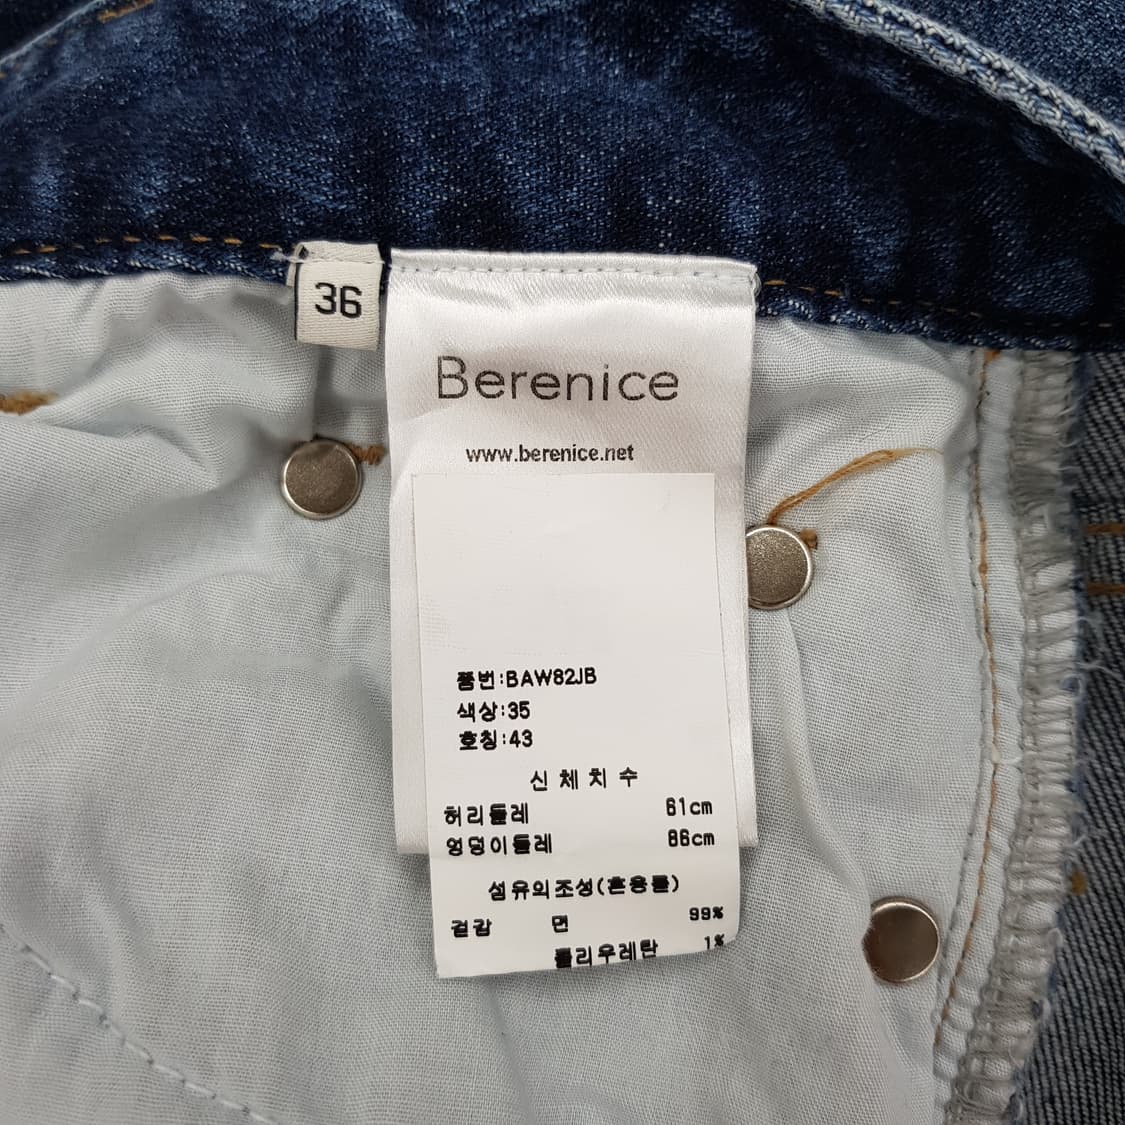 36
Berenice
www.berenice.net
품번:BAW82JB
색상:35
호칭:43
신 체 치 수
허리둘레 61cm
엉덩이둘레 86cm
섬유의조성(혼용률)
겉감 면 99%
폴리우레탄 1%